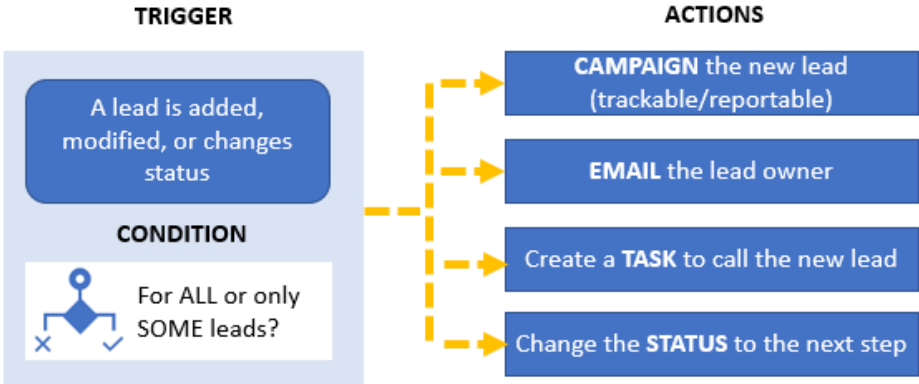 TRIGGER
A lead is added,
modified, or changes
status
CONDITION
For ALL or only
SOME leads?
ACTIONS
CAMPAIGN the new lead
(trackable/reportable)
EMAIL the lead owner
Create a TASK to call the new lead
Change the STATUS to the next step